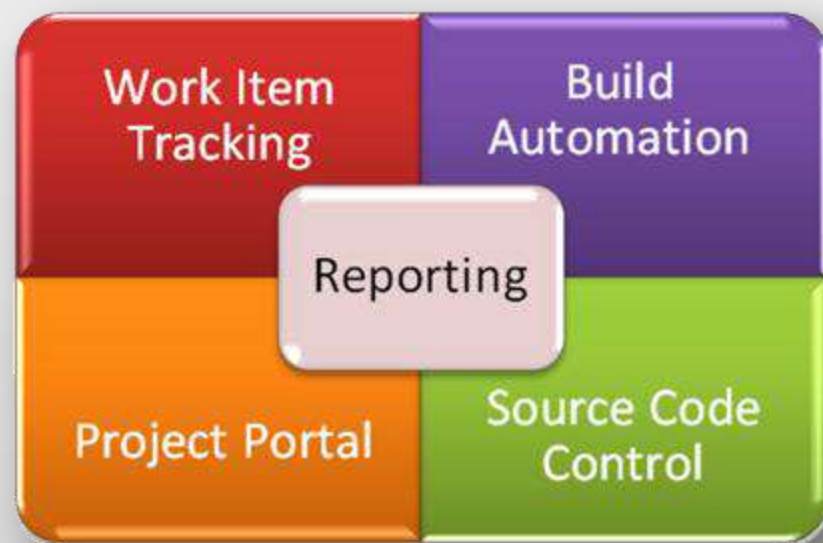 Work Item
Tracking
Build
Automation
Reporting
Project Portal
Source Code
Control